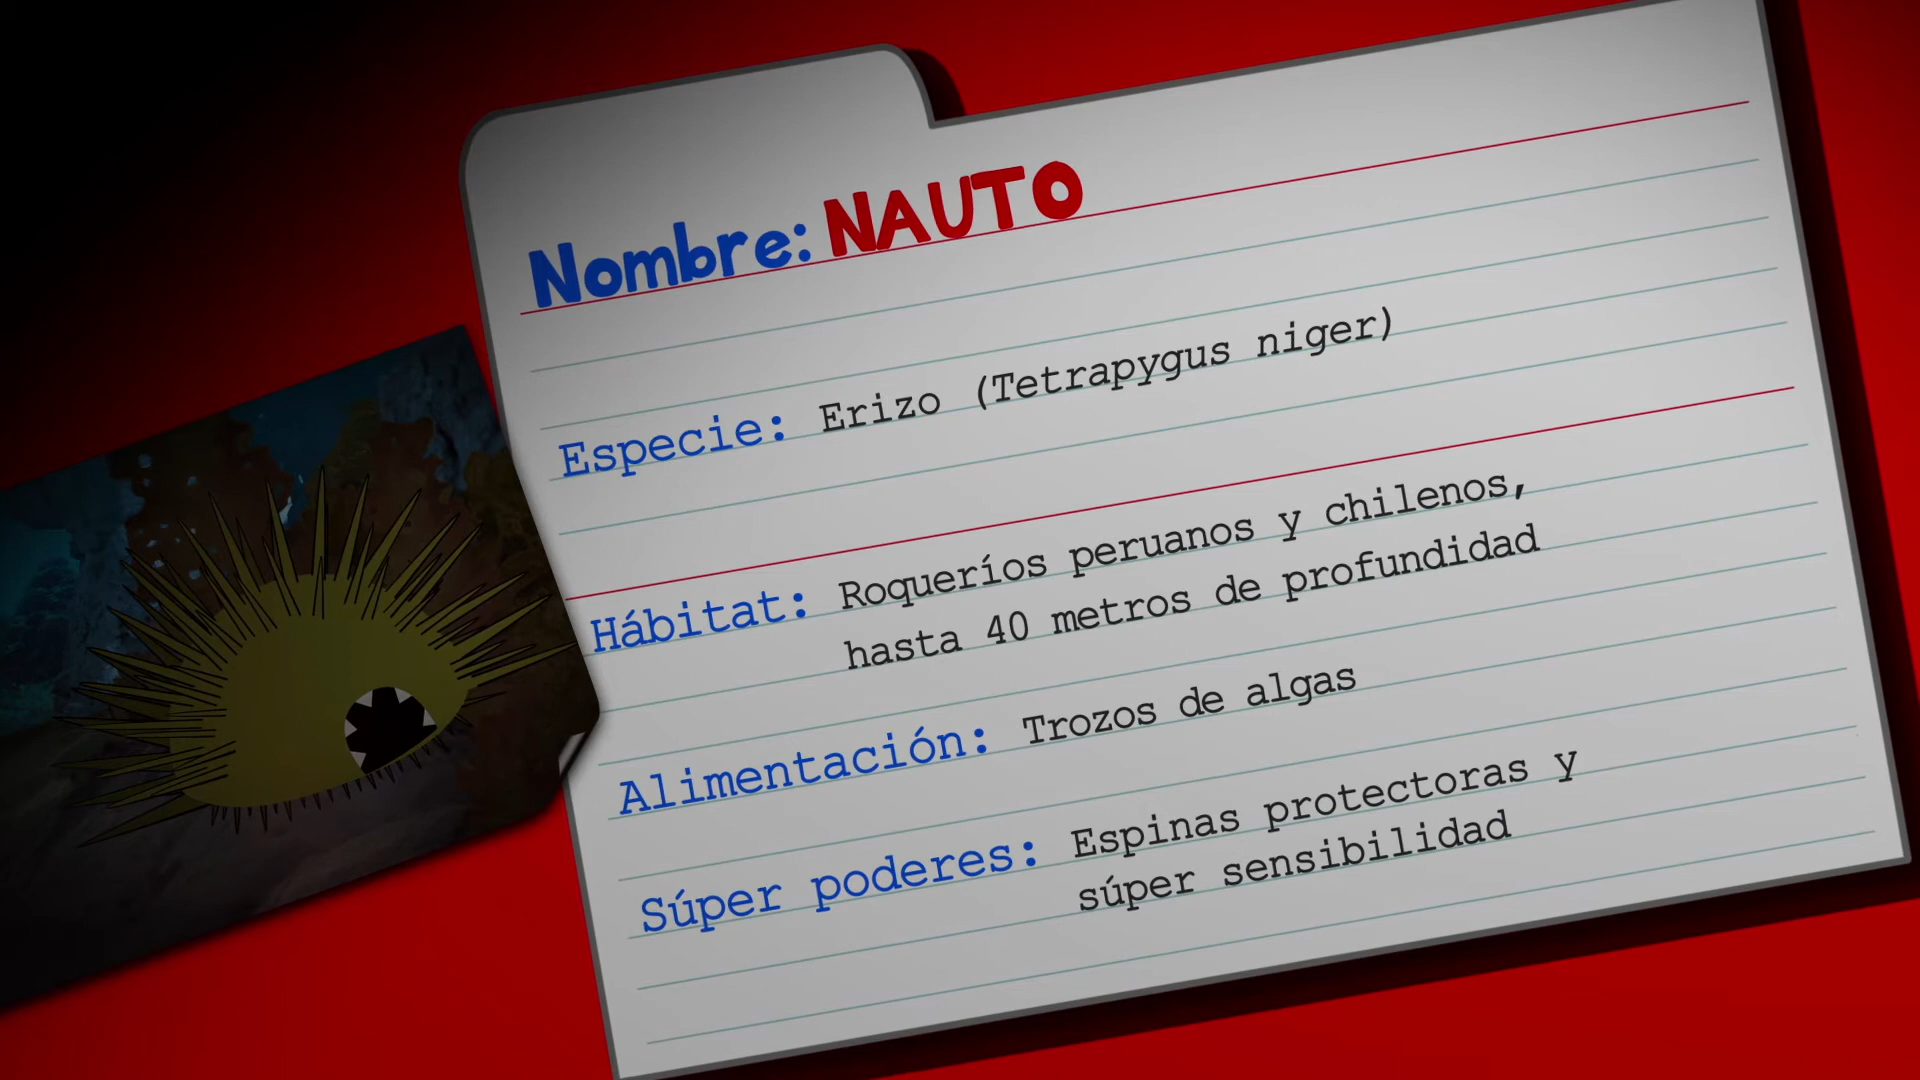 Nombre: NAUTO
Especie: Erizo (Tetrapygus niger)
Hábitat: Roqueríos peruanos y chilenos,
hasta 40 metros de profundidad
Alimentación: Trozos de algas
Súper poderes: Espinas protectoras y
súper sensibilidad